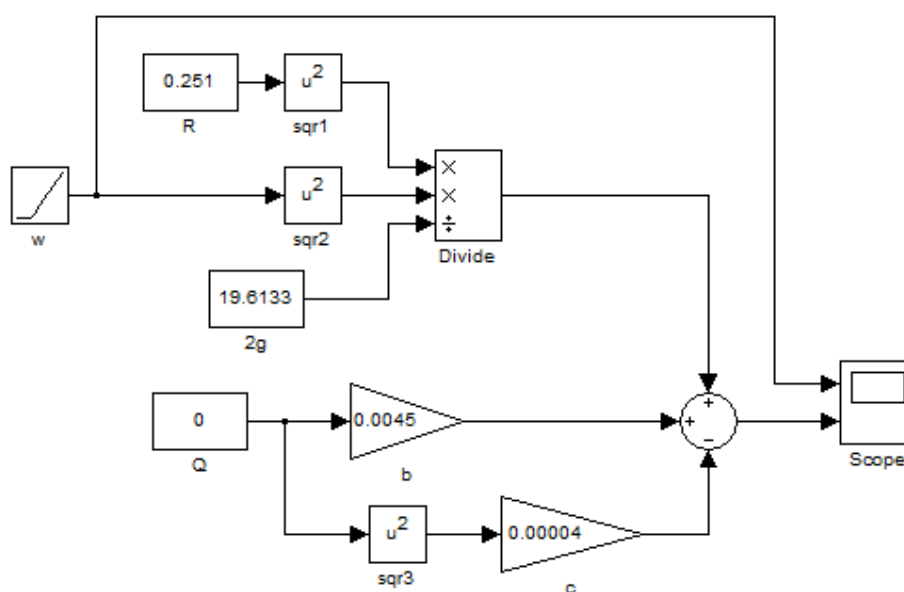 0.251
R
u²
sqr1
w
u²
sqr2
×
×
÷
Divide
19.6133
2g
0
Q
0.0045
b
u²
sqr3
0.00004
c
+
+
−
Scope